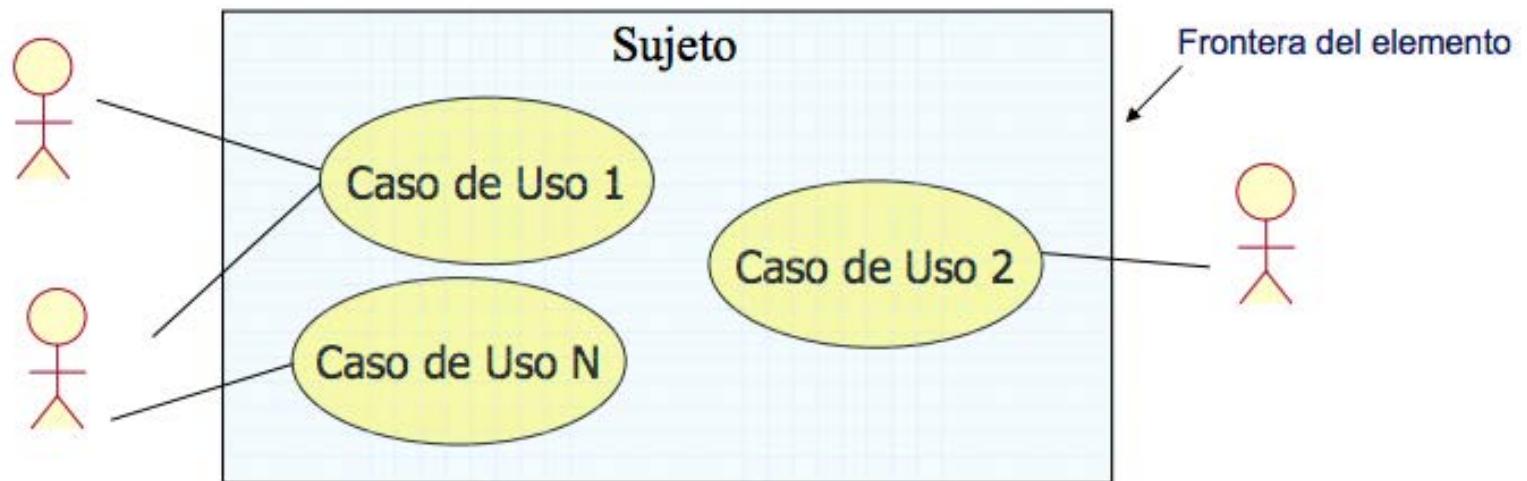 Sujeto
Frontera del elemento
Caso de Uso 1
Caso de Uso 2
Caso de Uso N